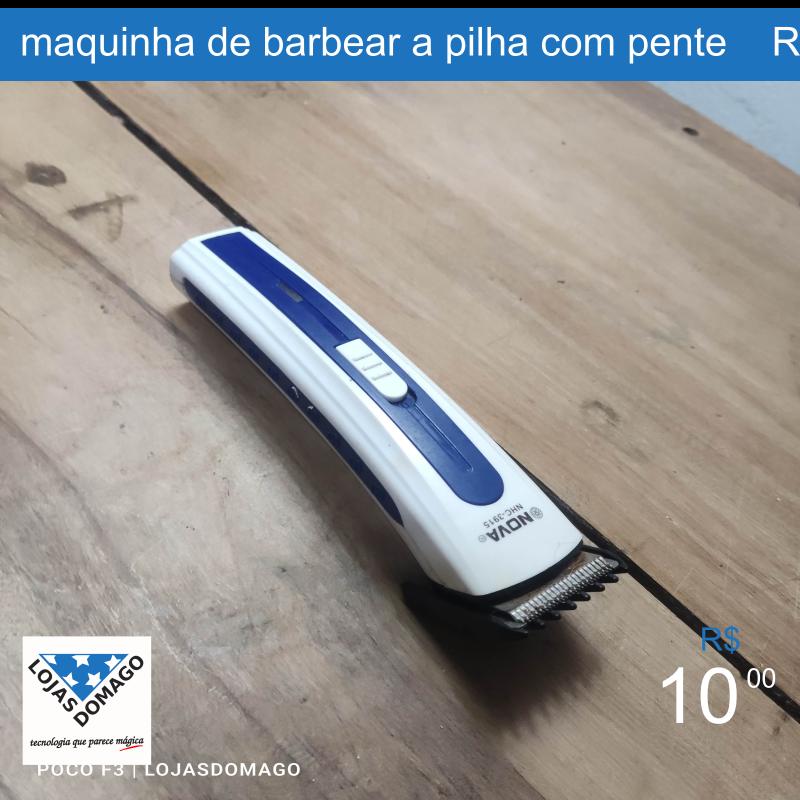 maquinha de barbear a pilha com pente R
NOVA
NHC-3915
R$
10 00
LOJAS DOMAGO
tecnologia que parece mágica
POCO F3 | LOJASDOMAGO